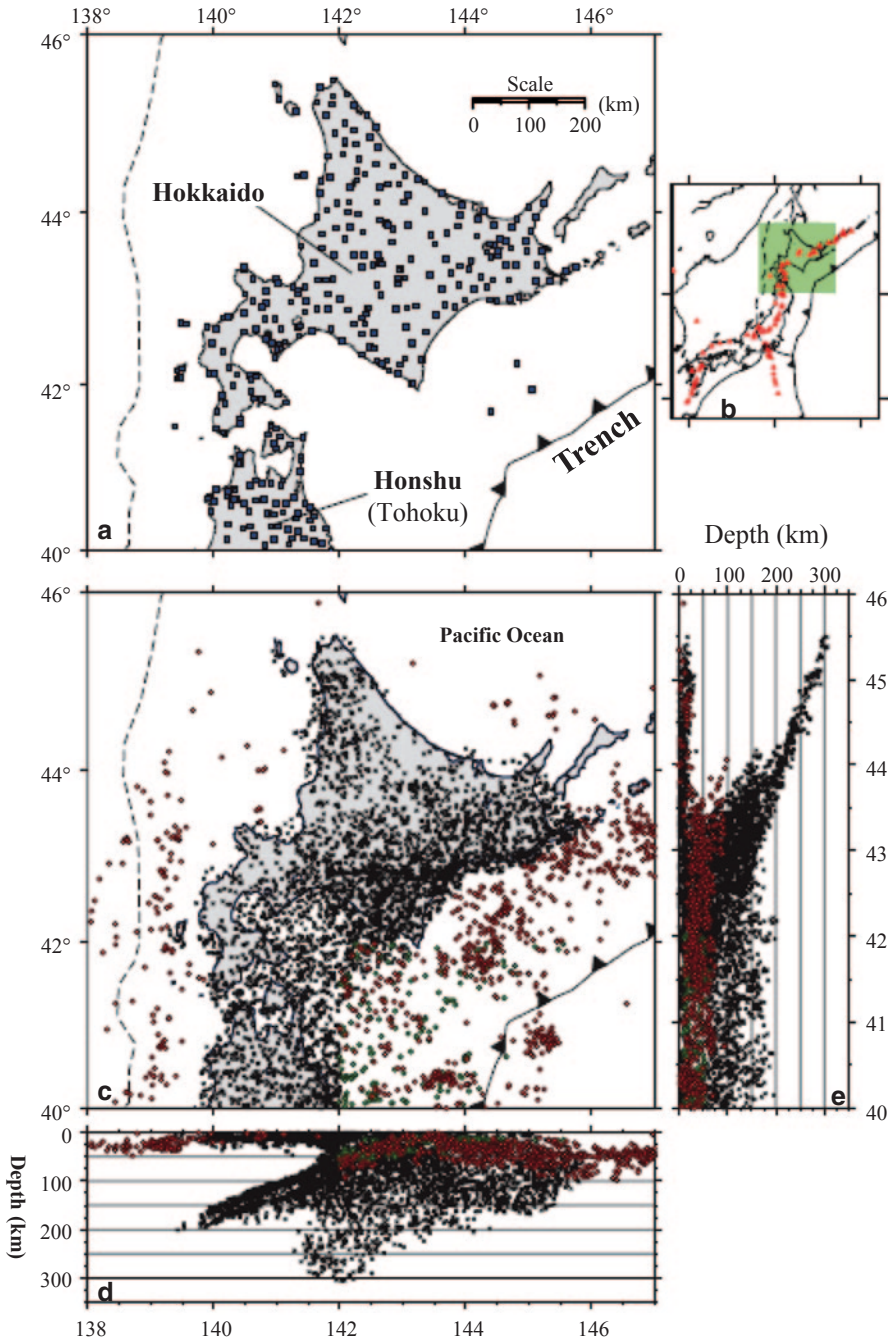 138° 140° 142° 144° 146°
46°
Scale
(km)
0 100 200
Hokkaido
44°
42°
Trench
Honshu
(Tohoku)
a
40°
b
Depth (km)
0 100 200 300
46°
Pacific Ocean
46
45
44°
44
43
42°
42
41
c
e
40°
40
0
100
200
300
Depth (km)
d
138 140 142 144 146